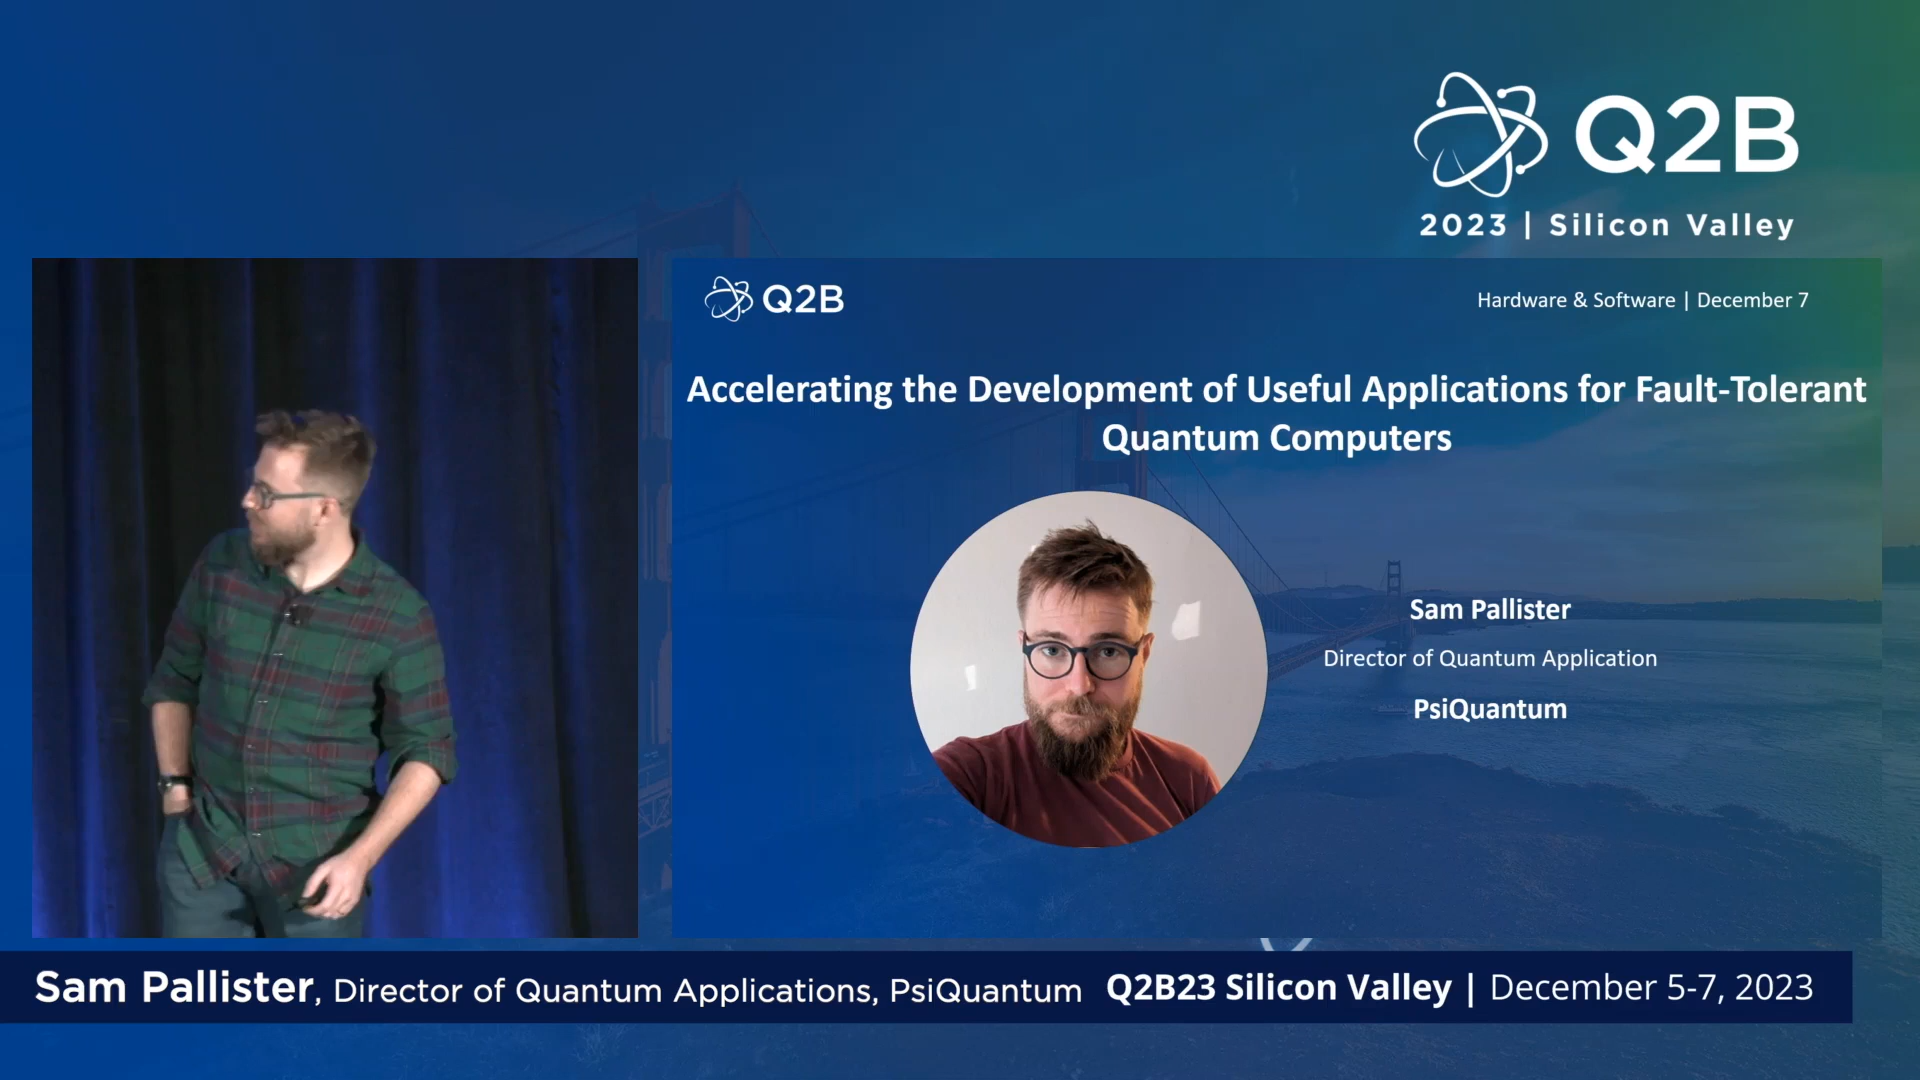 Q2B
2023 | Silicon Valley
Q2B
Hardware & Software | December 7
Accelerating the Development of Useful Applications for Fault-Tolerant
Quantum Computers
Sam Pallister
Director of Quantum Application
PsiQuantum
Sam Pallister, Director of Quantum Applications, PsiQuantum
Q2B23 Silicon Valley | December 5-7, 2023